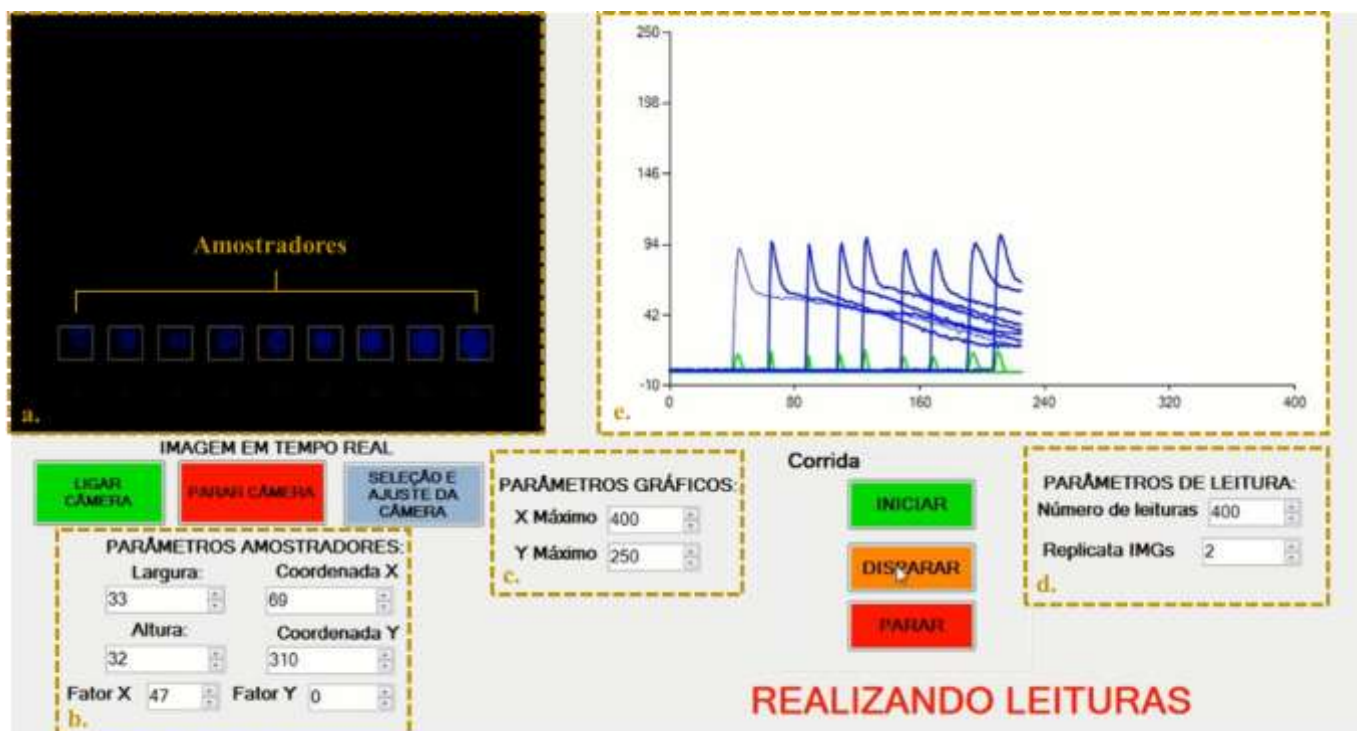 Amostradores
a.
250
198
146
94
42
-10
0
80
160
240
320
400
e.
IMAGEM EM TEMPO REAL
LIGAR
CÂMERA
PARAR CÂMERA
SELEÇÃO E
AJUSTE DA
CÂMERA
PARÂMETROS AMOSTRADORES:
Largura:
Coordenada X
33
69
Altura:
Coordenada Y
32
310
Fator X 47
Fator Y 0
b.
PARÂMETROS GRÁFICOS:
X Máximo 400
Y Máximo 250
c.
Corrida
INICIAR
DISPARAR
PARAR
PARÂMETROS DE LEITURA:
Número de leituras 400
Replicata IMGs 2
d.
REALIZANDO LEITURAS